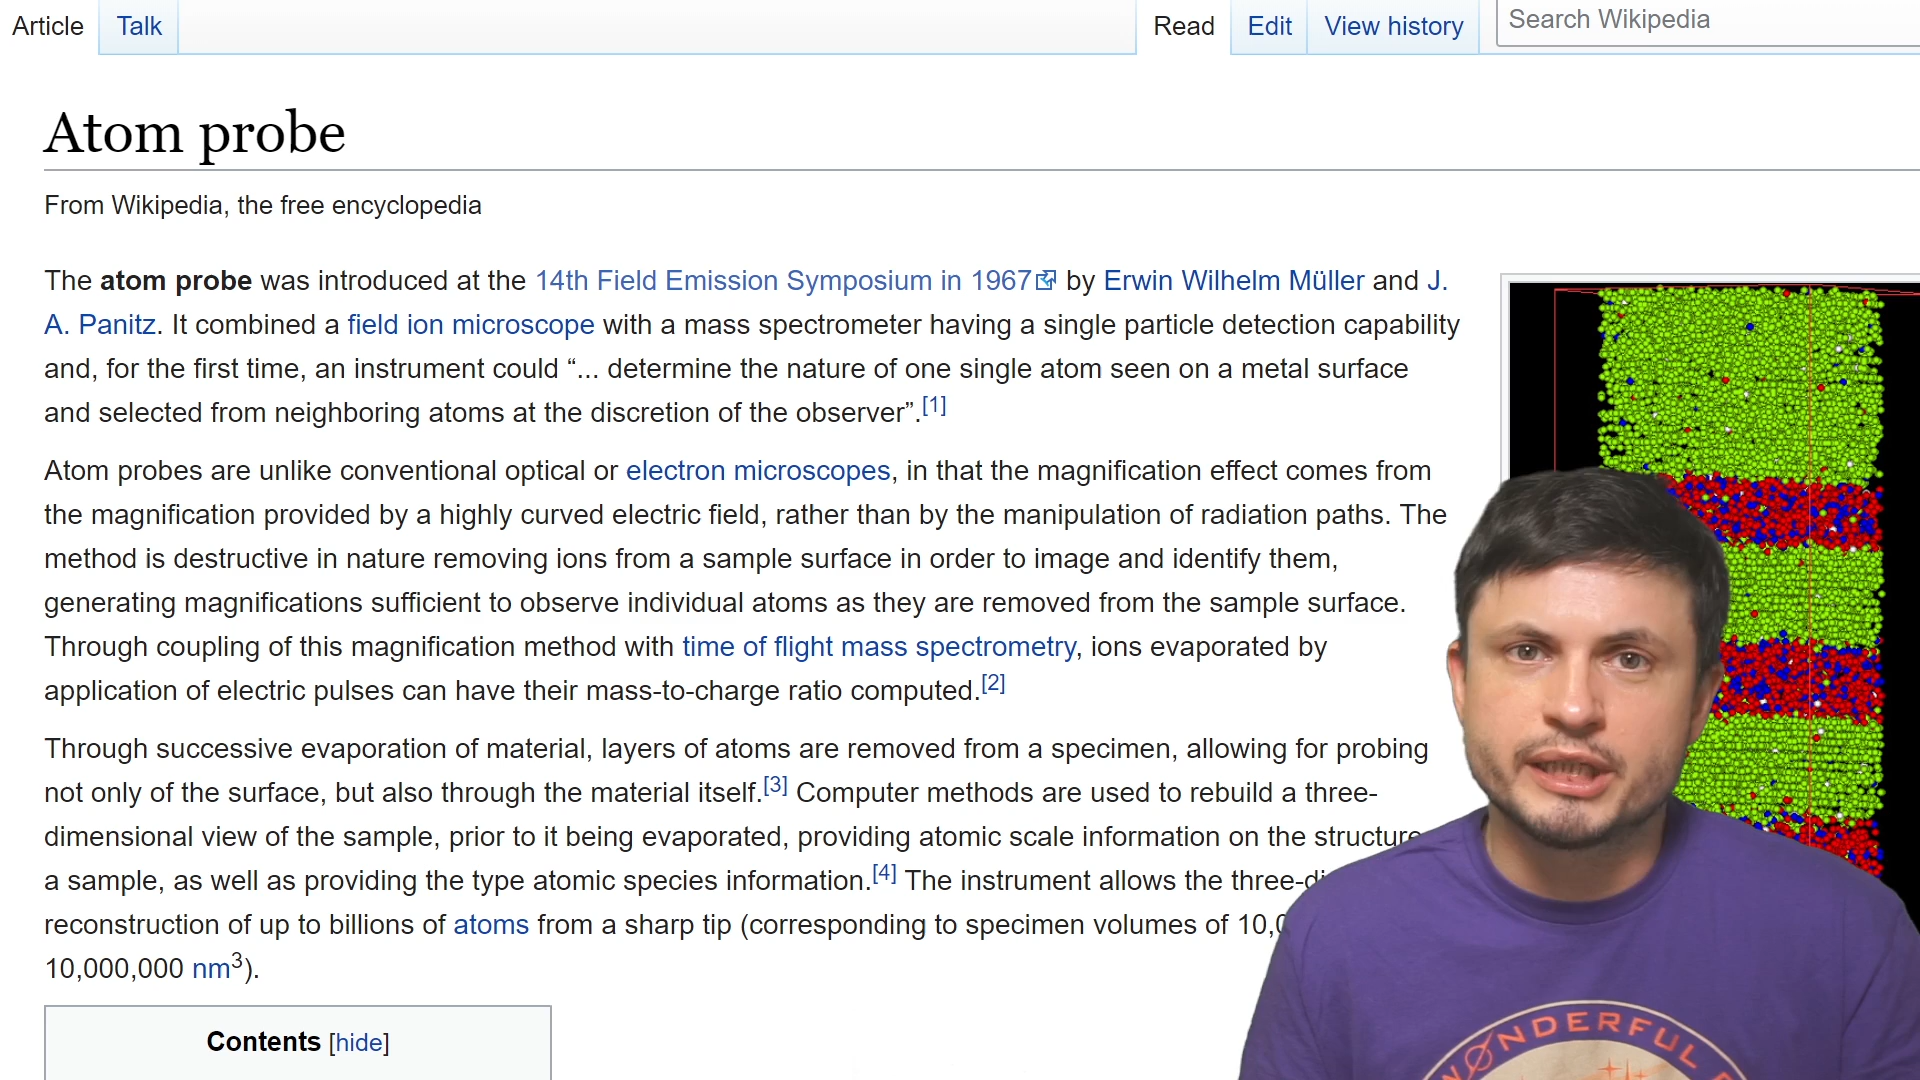 Article
Talk
Read
Edit
View history
Search Wikipedia
Atom probe
From Wikipedia, the free encyclopedia
The atom probe was introduced at the 14th Field Emission Symposium in 1967 by Erwin Wilhelm Müller and J.
A. Panitz. It combined a field ion microscope with a mass spectrometer having a single particle detection capability
and, for the first time, an instrument could “... determine the nature of one single atom seen on a metal surface
and selected from neighboring atoms at the discretion of the observer”.[1]
Atom probes are unlike conventional optical or electron microscopes, in that the magnification effect comes from
the magnification provided by a highly curved electric field, rather than by the manipulation of radiation paths. The
method is destructive in nature removing ions from a sample surface in order to image and identify them,
generating magnifications sufficient to observe individual atoms as they are removed from the sample surface.
Through coupling of this magnification method with time of flight mass spectrometry, ions evaporated by
application of electric pulses can have their mass-to-charge ratio computed.[2]
Through successive evaporation of material, layers of atoms are removed from a specimen, allowing for probing
not only of the surface, but also through the material itself.[3] Computer methods are used to rebuild a three-
dimensional view of the sample, prior to it being evaporated, providing atomic scale information on the structure
a sample, as well as providing the type atomic species information.[4] The instrument allows the
reconstruction of up to billions of atoms from a sharp tip (corresponding to specimen volumes of
10,000,000 nm3).
Contents [hide]
WONDERFUL